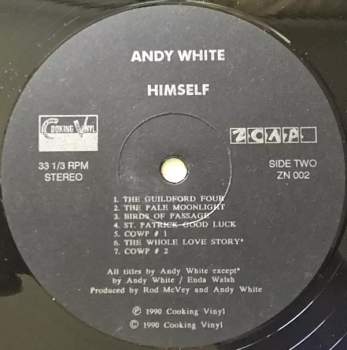 ANDY WHITE
HIMSELF
COOKING VINYL
33 1/3 RPM
STEREO
SIDE TWO
ZN 002
1. THE GUILDFORD FOUR
2. THE PALE MOONLIGHT
3. BIRDS OF PASSAGE
4. ST. PATRICK GOOD LUCK
5. COWP # 1
6. THE WHOLE LOVE STORY*
7. COWP # 2
All titles by Andy White except*
by Andy White / Enda Walsh
Produced by Rod McVey and Andy White
℗ 1990 Cooking Vinyl
© 1990 Cooking Vinyl